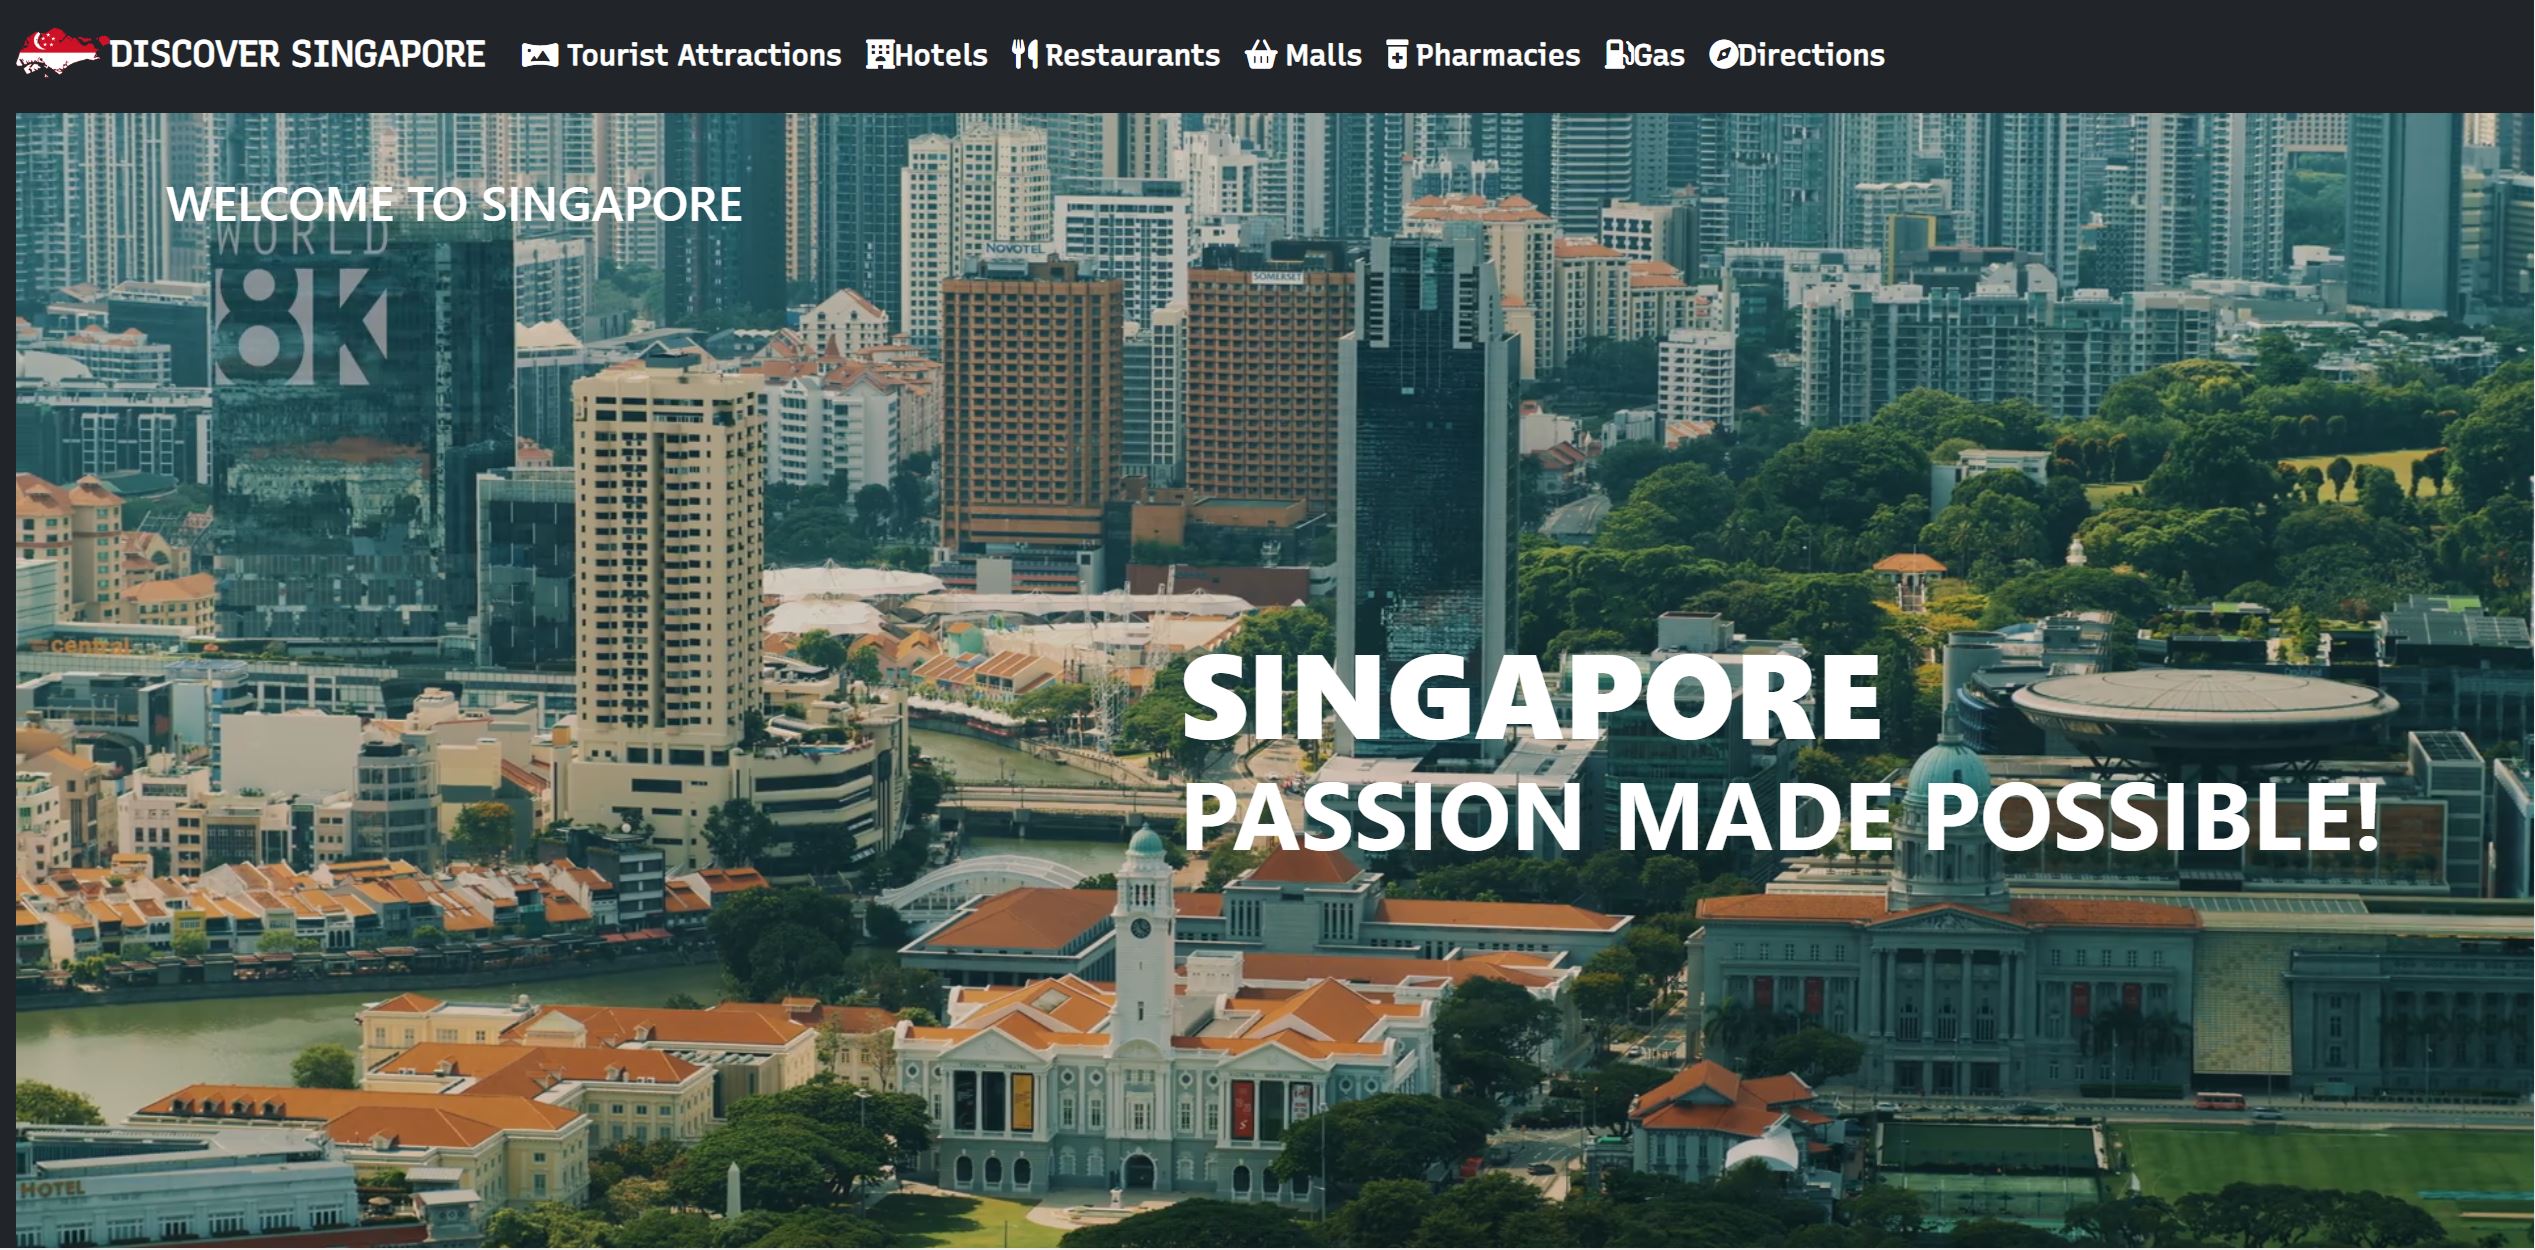 DISCOVER SINGAPORE Tourist Attractions Hotels Restaurants Malls Pharmacies Gas Directions
WELCOME TO SINGAPORE
WORLD
8K
NOVOTEL
SOMERSET
central
SINGAPORE
PASSION MADE POSSIBLE!
HOTEL